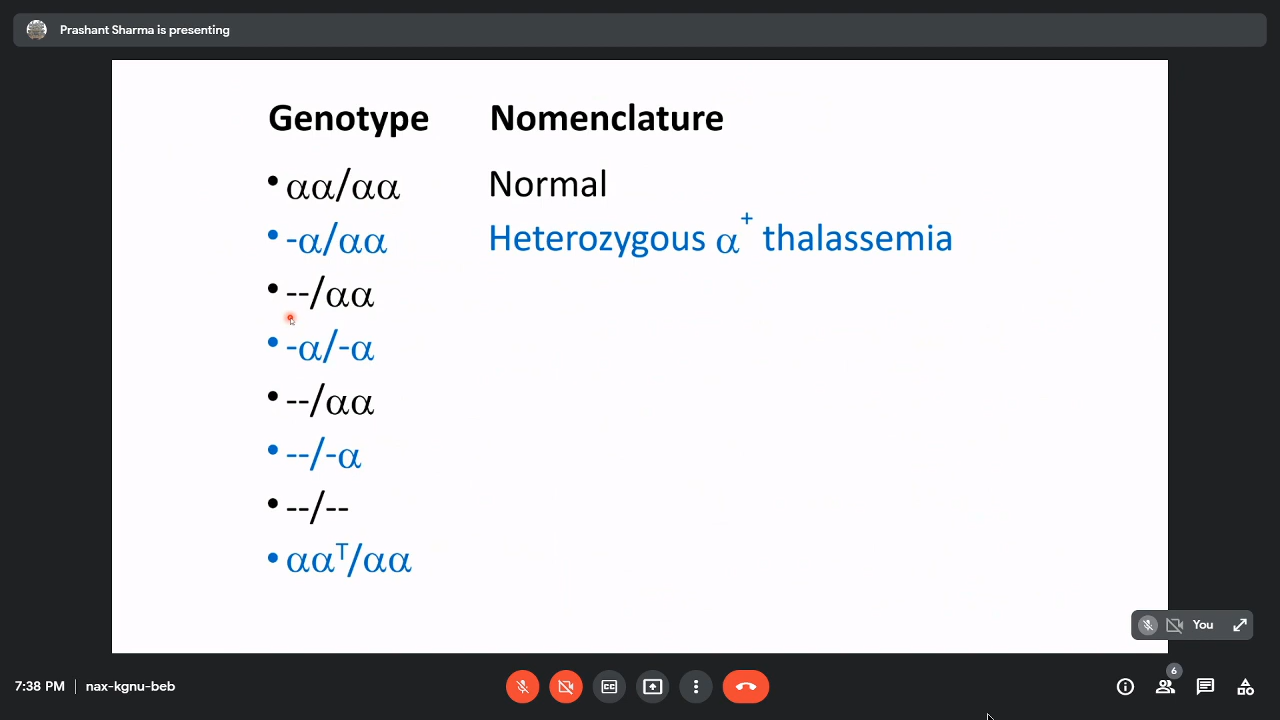 Prashant Sharma is presenting
Genotype Nomenclature
• αα/αα Normal
• -α/αα Heterozygous α⁺ thalassemia
• --/αα
• -α/-α
• --/αα
• --/-α
• --/--
• ααᵀ/αα
You
7:38 PM | nax-kgnu-beb
6